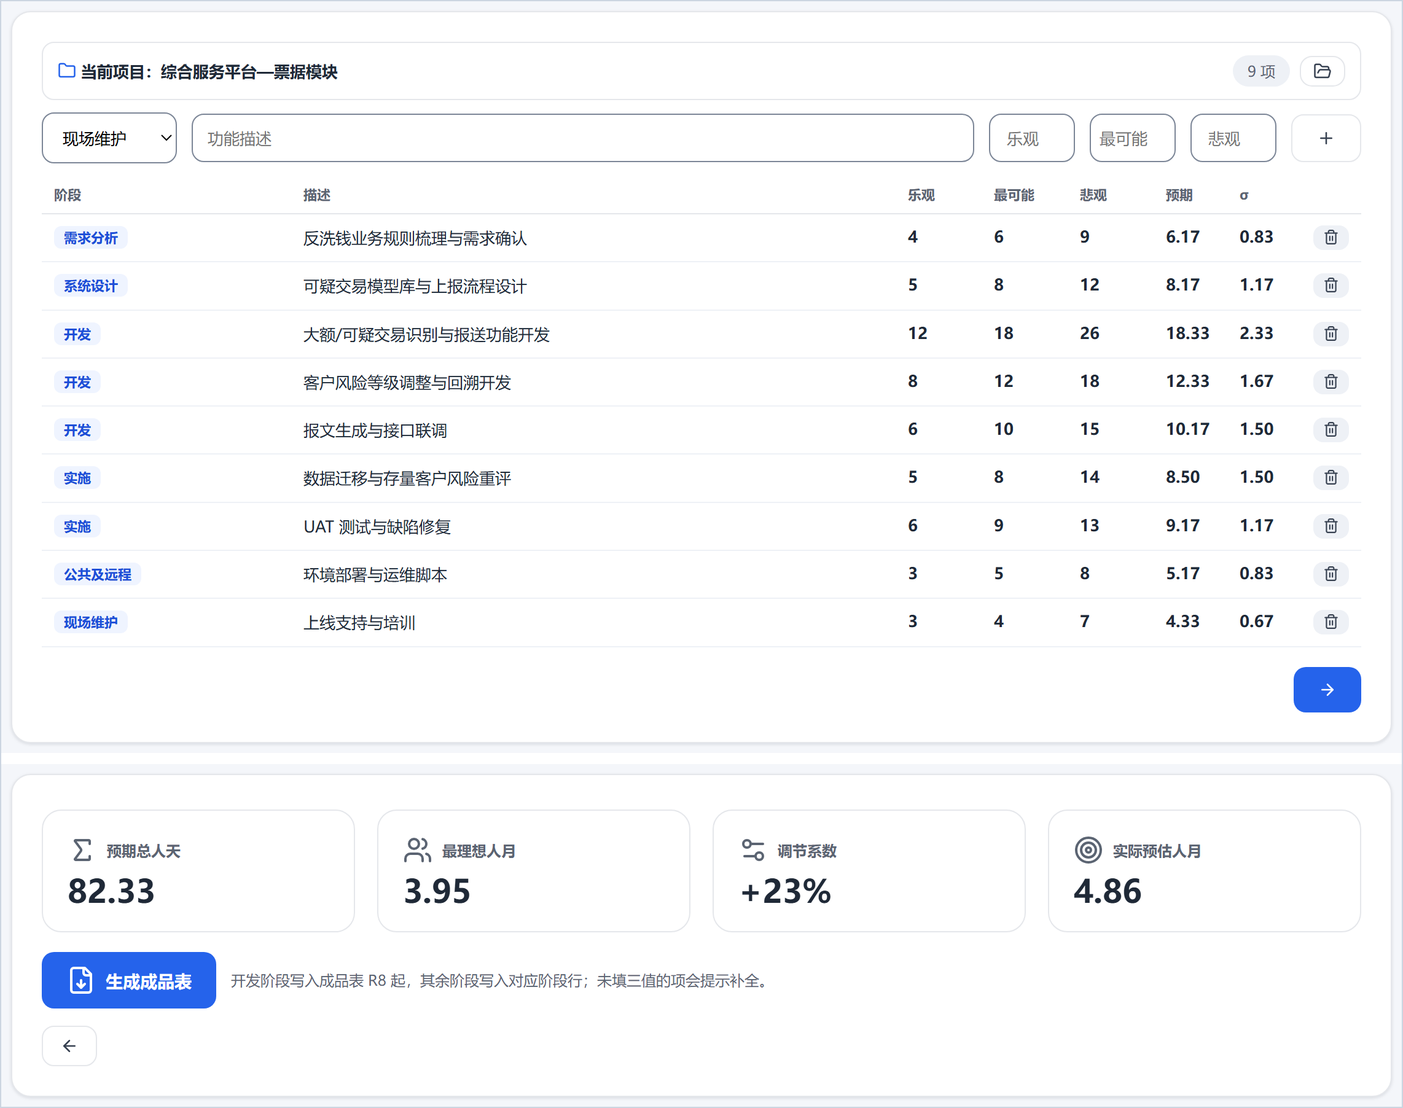 当前项目：综合服务平台—票据模块 9 项
现场维护 功能描述 乐观 最可能 悲观 +
阶段 描述 乐观 最可能 悲观 预期 σ
需求分析 反洗钱业务规则梳理与需求确认 4 6 9 6.17 0.83
系统设计 可疑交易模型库与上报流程设计 5 8 12 8.17 1.17
开发 大额/可疑交易识别与报送功能开发 12 18 26 18.33 2.33
开发 客户风险等级调整与回溯开发 8 12 18 12.33 1.67
开发 报文生成与接口联调 6 10 15 10.17 1.50
实施 数据迁移与存量客户风险重评 5 8 14 8.50 1.50
实施 UAT 测试与缺陷修复 6 9 13 9.17 1.17
公共及远程 环境部署与运维脚本 3 5 8 5.17 0.83
现场维护 上线支持与培训 3 4 7 4.33 0.67
预期总人天 最理想人月 调节系数 实际预估人月
82.33 3.95 +23% 4.86
生成成品表 开发阶段写入成品表 R8 起，其余阶段写入对应阶段行；未填三值的项会提示补全。